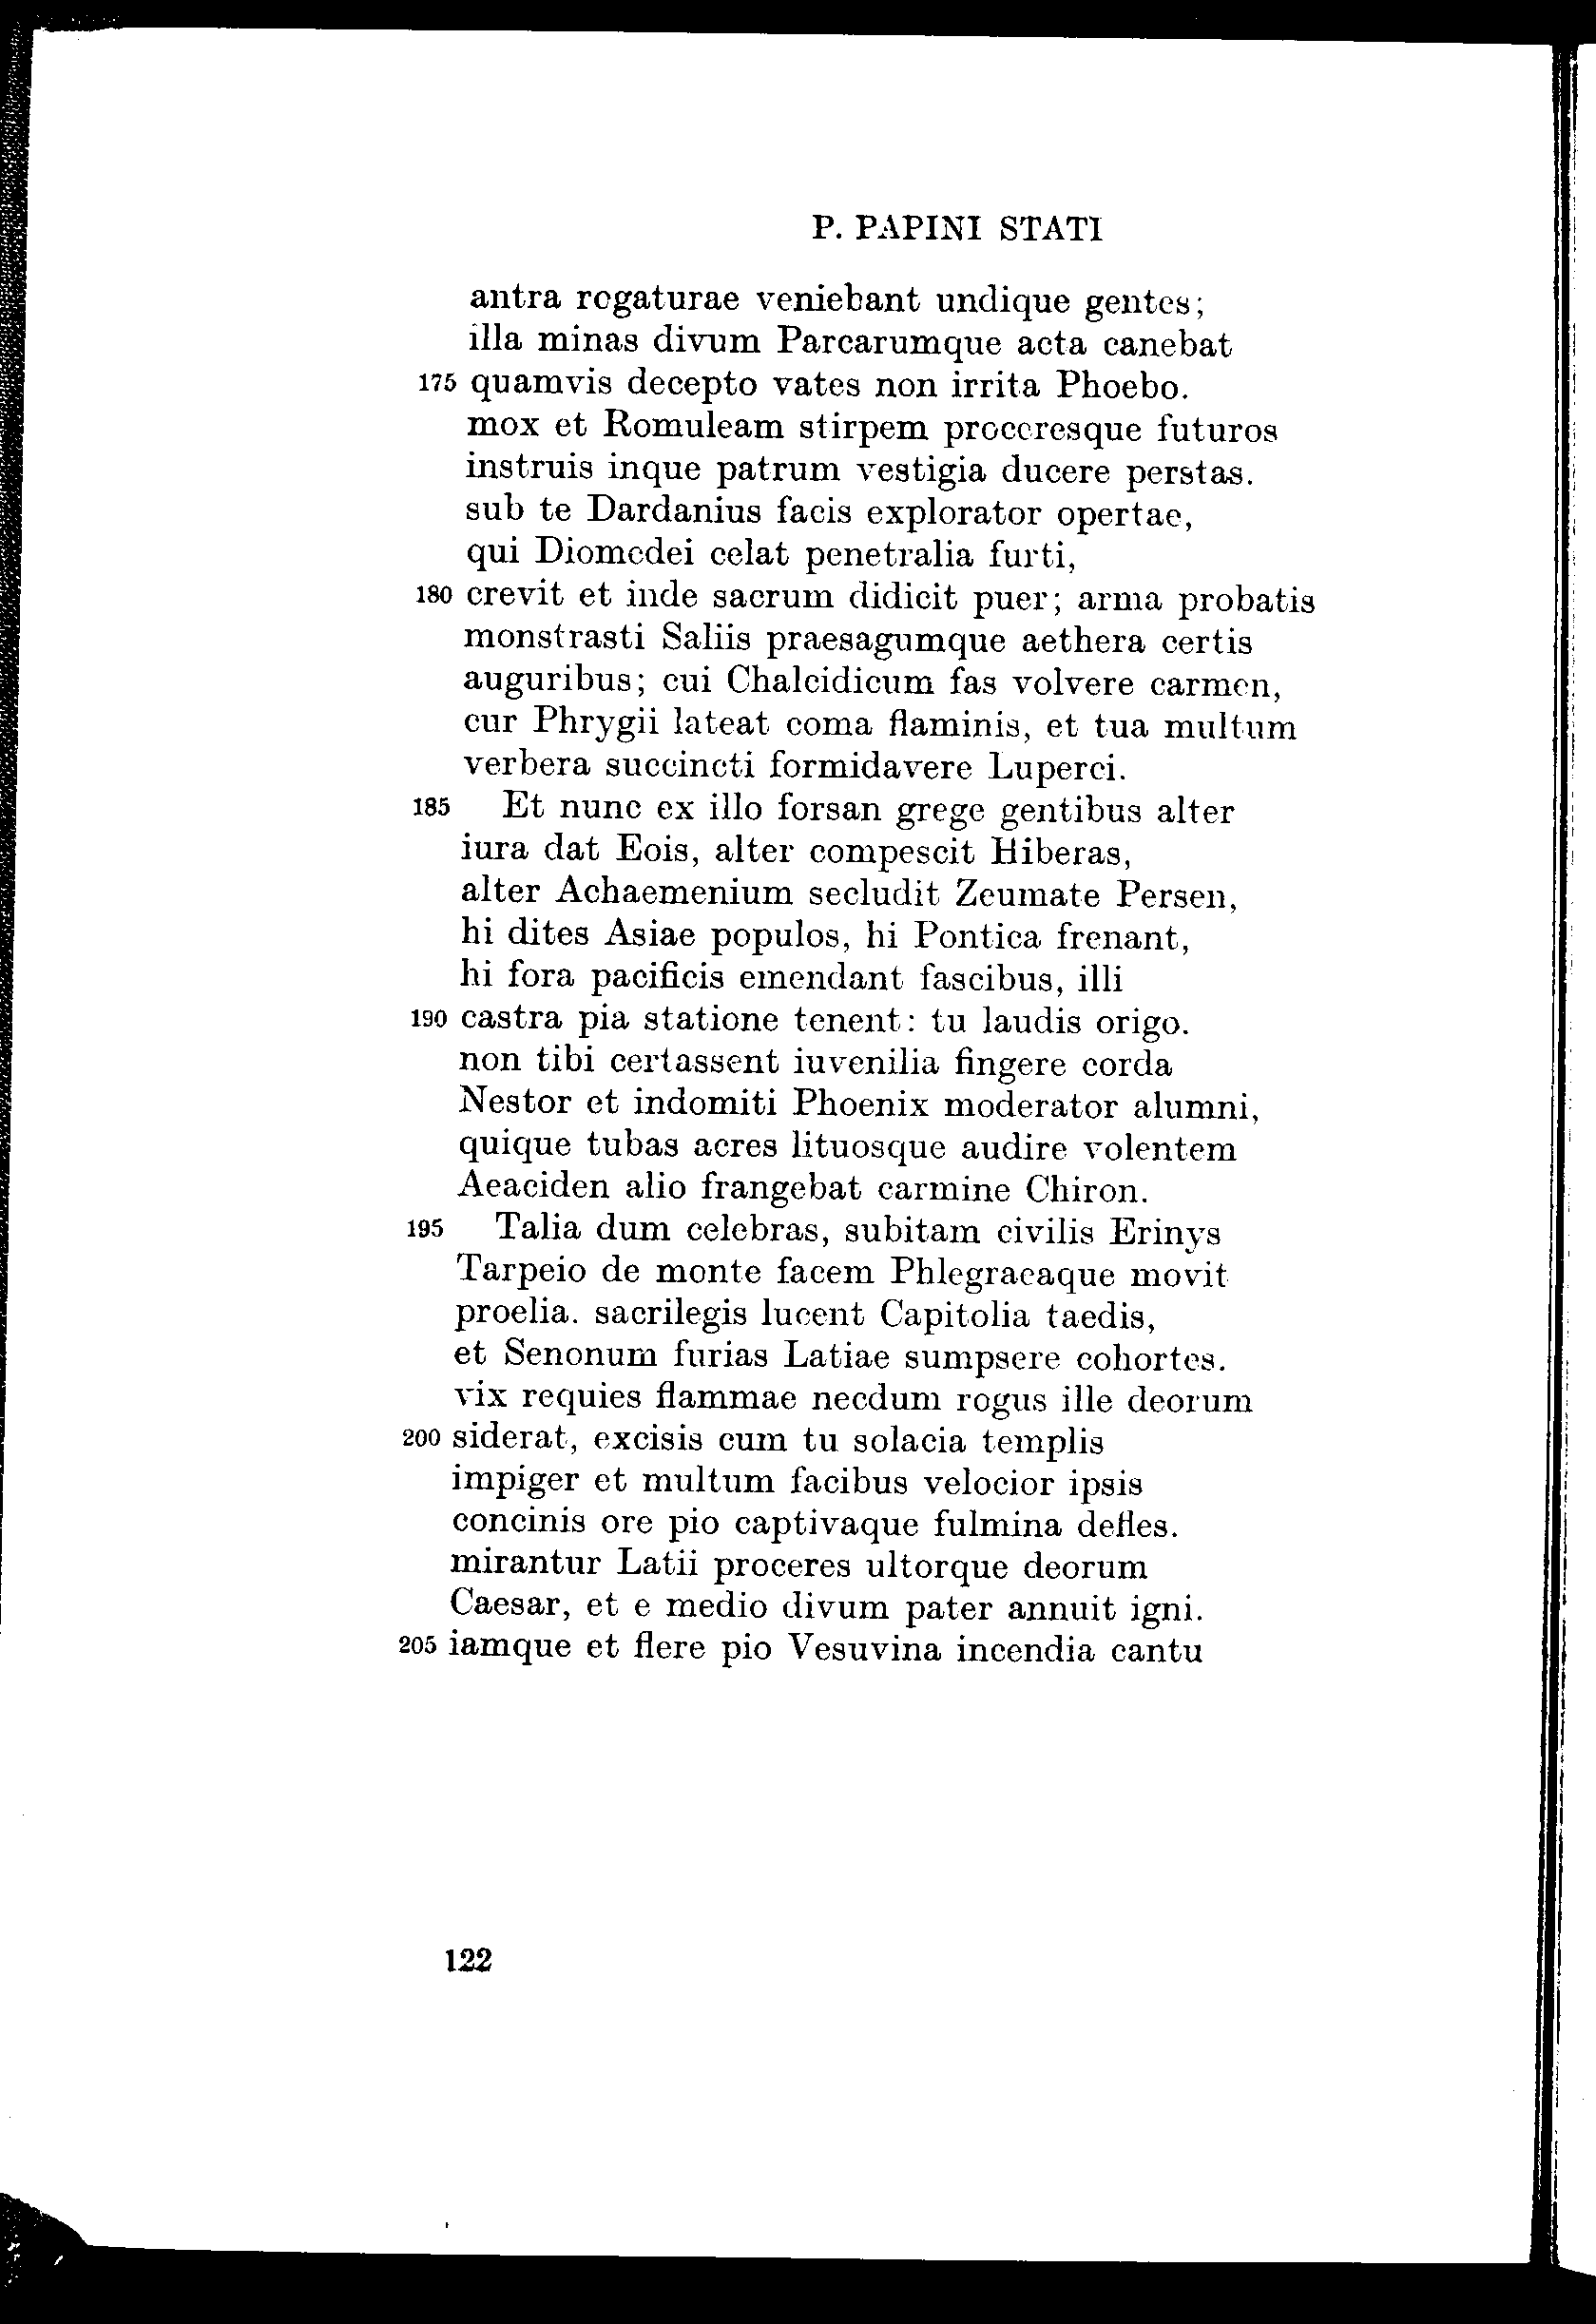 P. PAPINI STATI
antra rogaturae veniebant undique gentes;
illa minas divum Parcarumque acta canebat
175 quamvis decepto vates non irrita Phoebo.
mox et Romuleam stirpem proceresque futuros
instruis inque patrum vestigia ducere perstas.
sub te Dardanius facis explorator opertae,
qui Diomedei celat penetralia furti,
180 crevit et inde sacrum didicit puer; arma probatis
monstrasti Saliis praesagumque aethera certis
auguribus; cui Chalcidicum fas volvere carmen,
cur Phrygii lateat coma flaminis, et tua multum
verbera succincti formidavere Luperci.
185 Et nunc ex illo forsan grege gentibus alter
iura dat Eois, alter compescit Hiberas,
alter Achaemenium secludit Zeumate Persen,
hi dites Asiae populos, hi Pontica frenant,
hi fora pacificis emendant fascibus, illi
190 castra pia statione tenent: tu laudis origo.
non tibi certassent iuvenilia fingere corda
Nestor et indomiti Phoenix moderator alumni,
quique tubas acres lituosque audire volentem
Aeaciden alio frangebat carmine Chiron.
195 Talia dum celebras, subitam civilis Erinys
Tarpeio de monte facem Phlegraeaque movit
proelia. sacrilegis lucent Capitolia taedis,
et Senonum furias Latiae sumpsere cohortes.
vix requies flammae necdum rogus ille deorum
200 siderat, excisis cum tu solacia templis
impiger et multum facibus velocior ipsis
concinis ore pio captivaque fulmina defles.
mirantur Latii proceres ultorque deorum
Caesar, et e medio divum pater annuit igni.
205 iamque et flere pio Vesuvina incendia cantu
122